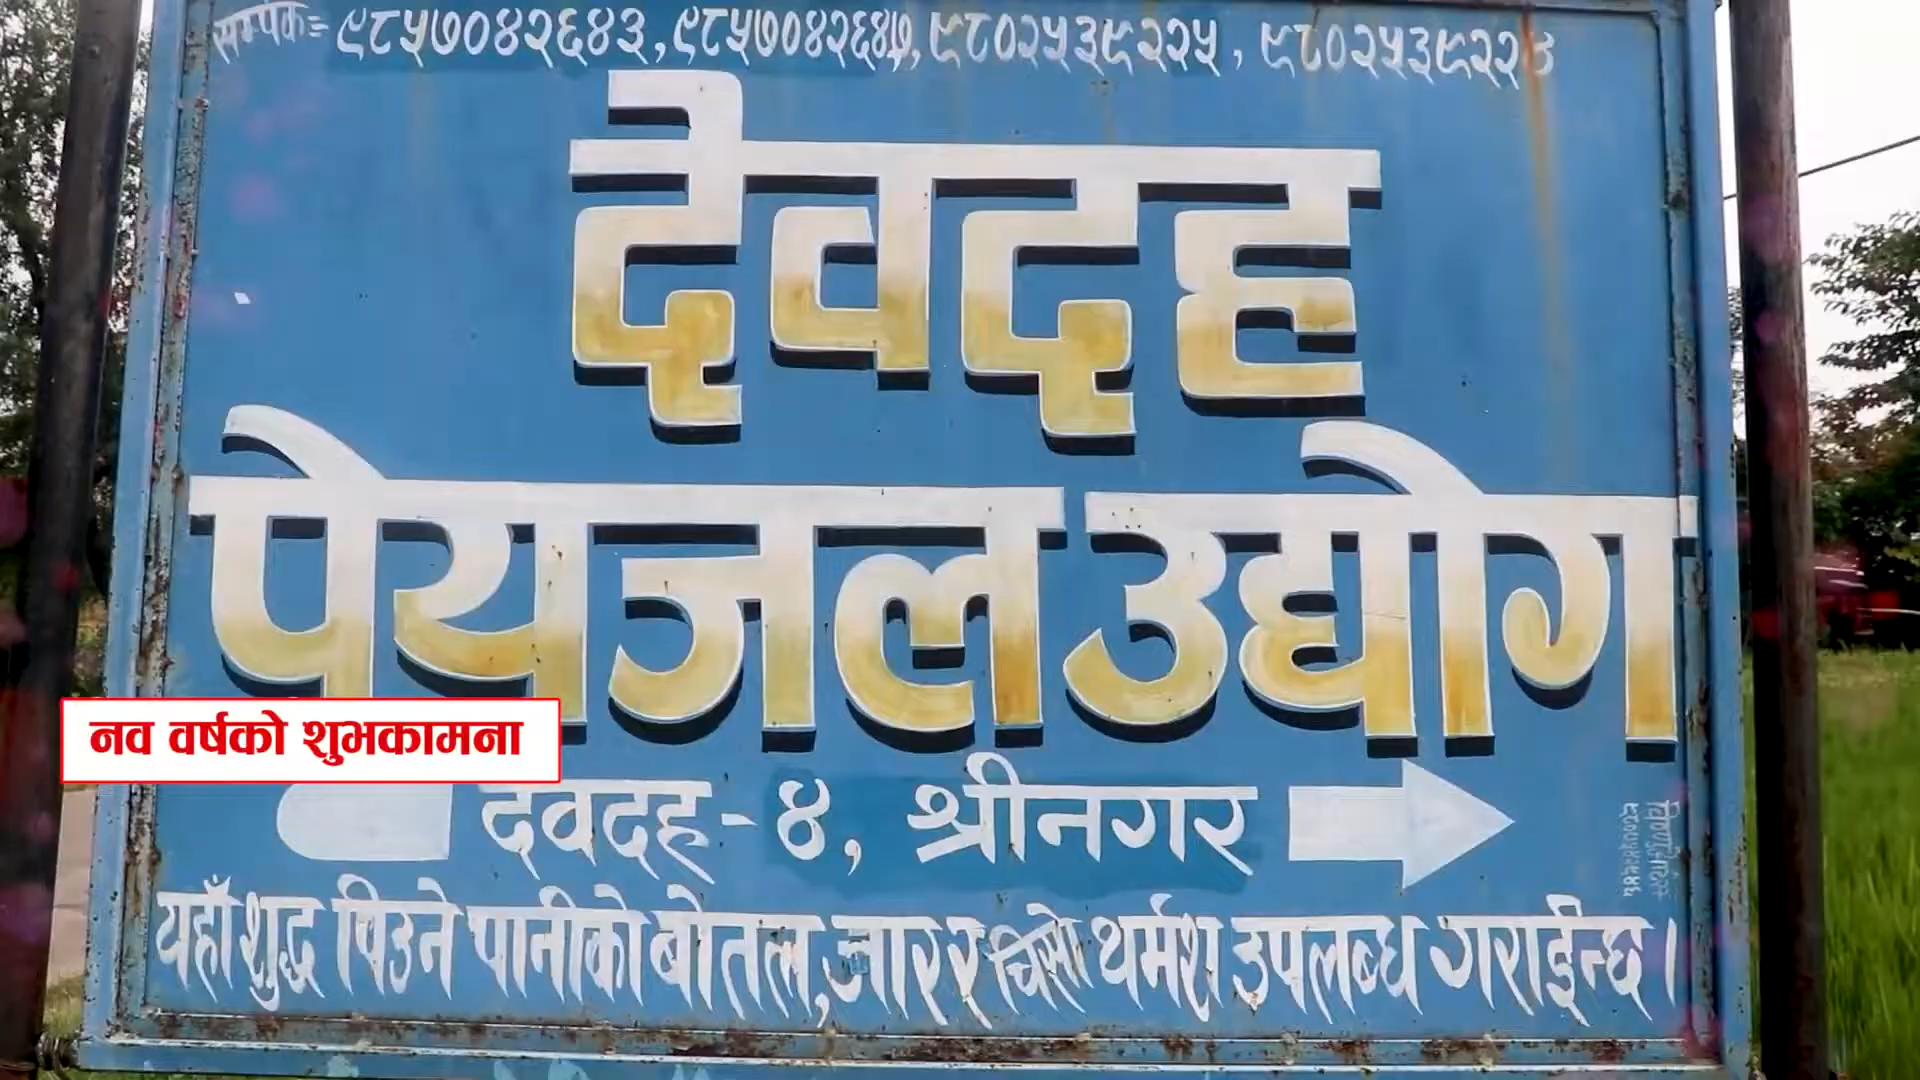 सम्पर्क= ९८५७०४२६४३, ९८५७०४२६४७, ९८०२५३९२२५, ९८०२५३९२२३
देवदह
पेयजल उद्योग
नव वर्षको शुभकामना
देवदह-४, श्रीनगर
यहाँ शुद्ध पिउने पानीको बोतल, जार र चिसो थर्मश उपलब्ध गराईन्छ।